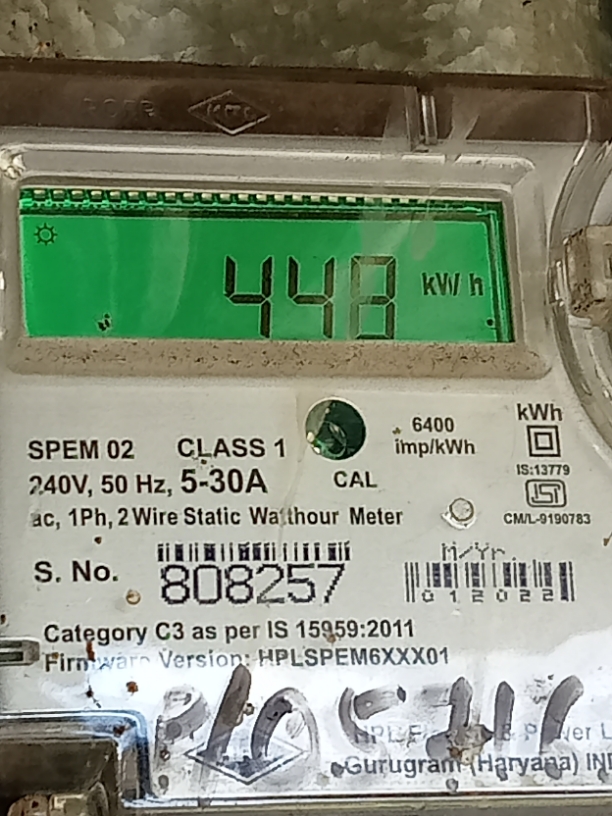 448 kWh
SPEM 02 CLASS 1
6400
imp/kWh
kWh
240V, 50 Hz, 5-30A
CAL
IS:13779
ac, 1Ph, 2 Wire Static Watthour Meter
CM/L-9190783
S. No. 808257
M/Yr.
012022
Category C3 as per IS 15959:2011
Firmware Version: HPLSPEM6XXX01
Gurugram (Haryana) IN